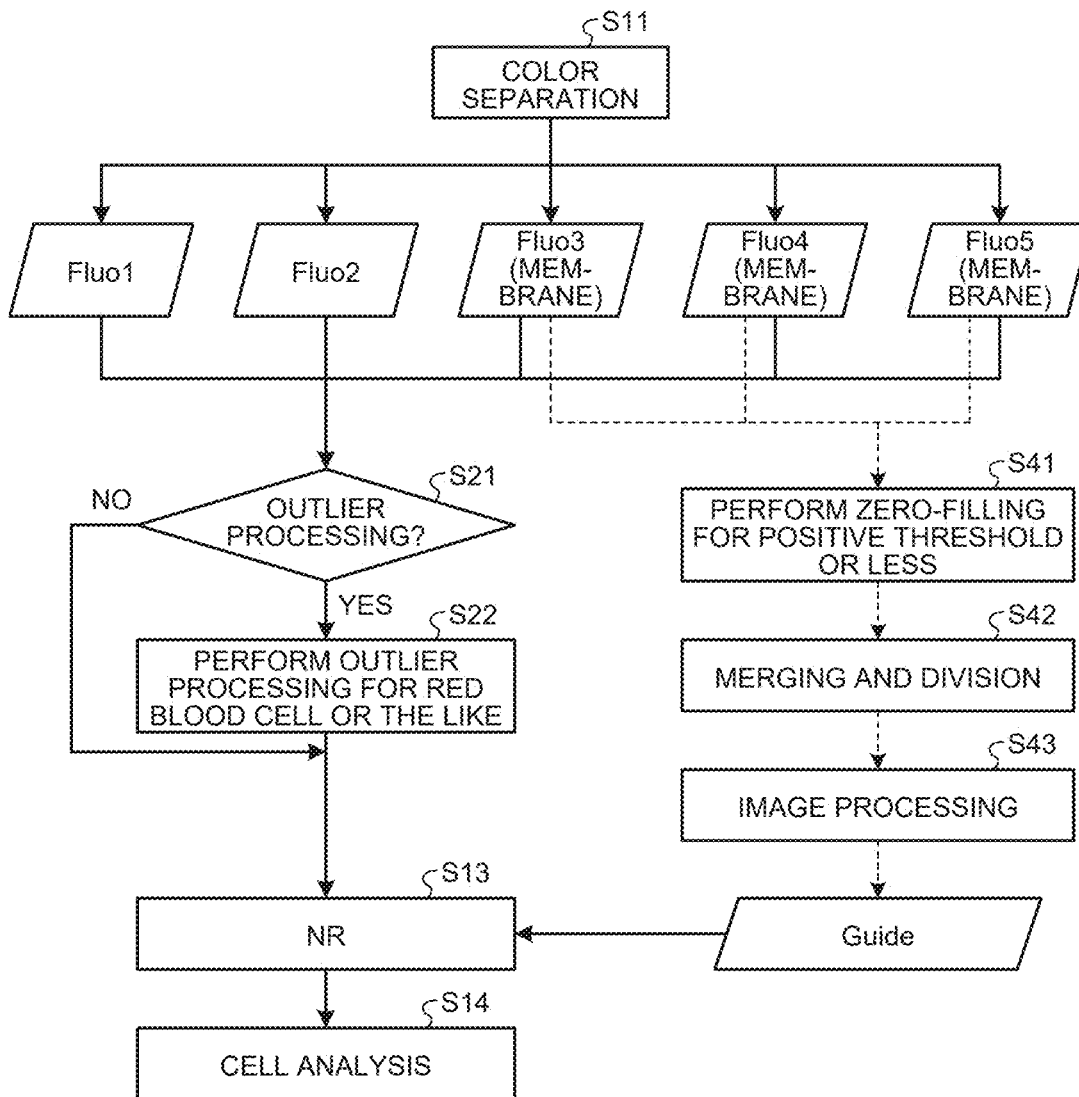 S11
COLOR
SEPARATION
Fluo1
Fluo2
Fluo3
(MEM-
BRANE)
Fluo4
(MEM-
BRANE)
Fluo5
(MEM-
BRANE)
S21
NO
OUTLIER
PROCESSING?
YES
S22
PERFORM OUTLIER
PROCESSING FOR RED
BLOOD CELL OR THE LIKE
S41
PERFORM ZERO-FILLING
FOR POSITIVE THRESHOLD
OR LESS
S42
MERGING AND DIVISION
S43
IMAGE PROCESSING
Guide
S13
NR
S14
CELL ANALYSIS